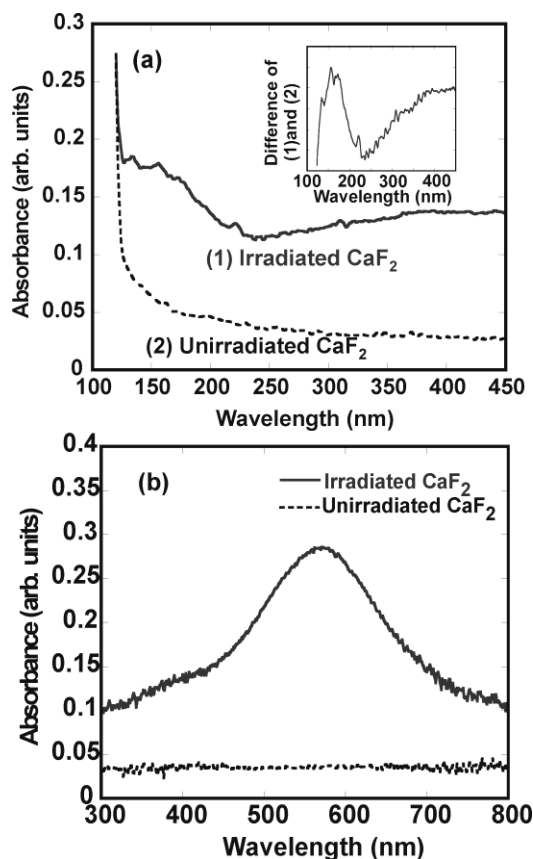 0.3
(a)
0.25
0.2
0.15
0.1
0.05
0
Absorbance (arb. units)
Difference of
(1)and (2)
100 200 300 400
Wavelength (nm)
(1) Irradiated CaF2
(2) Unirradiated CaF2
100 150 200 250 300 350 400 450
Wavelength (nm)
0.4
(b)
0.35
0.3
0.25
0.2
0.15
0.1
0.05
0
Absorbance (arb. units)
Irradiated CaF2
Unirradiated CaF2
300 400 500 600 700 800
Wavelength (nm)